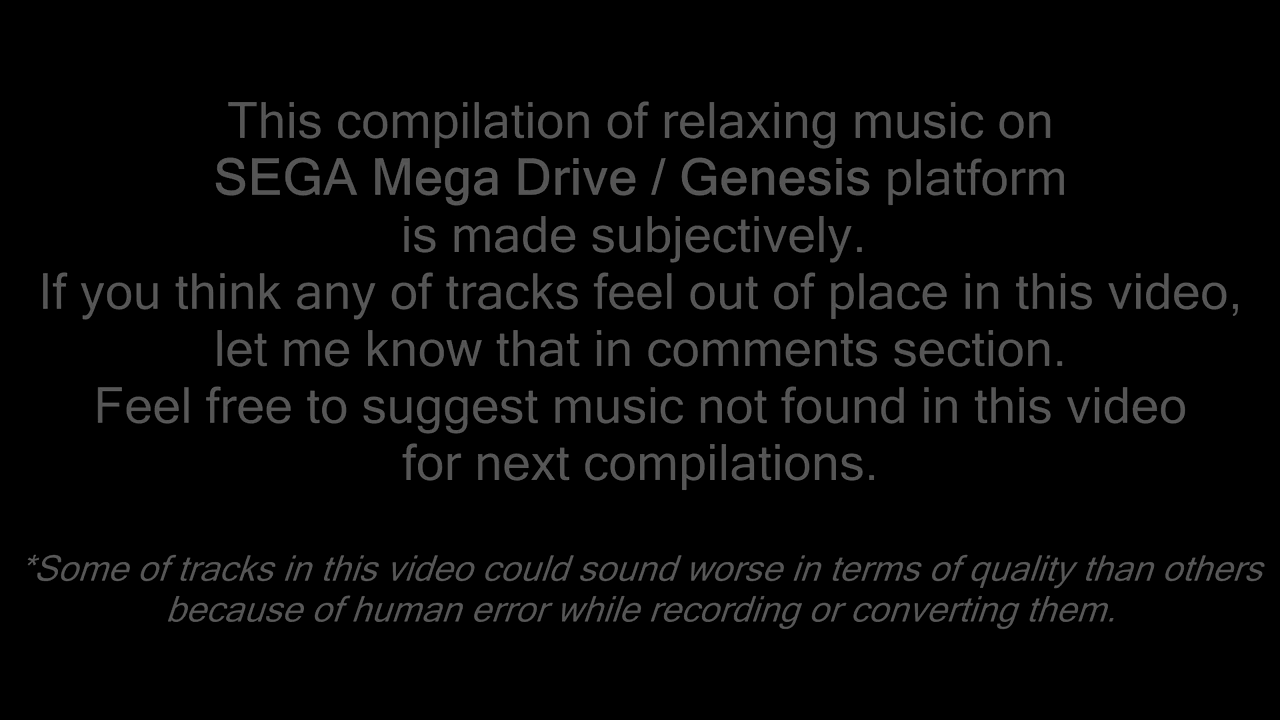 This compilation of relaxing music on
SEGA Mega Drive / Genesis platform
is made subjectively.
If you think any of tracks feel out of place in this video,
let me know that in comments section.
Feel free to suggest music not found in this video
for next compilations.
*Some of tracks in this video could sound worse in terms of quality than others
because of human error while recording or converting them.